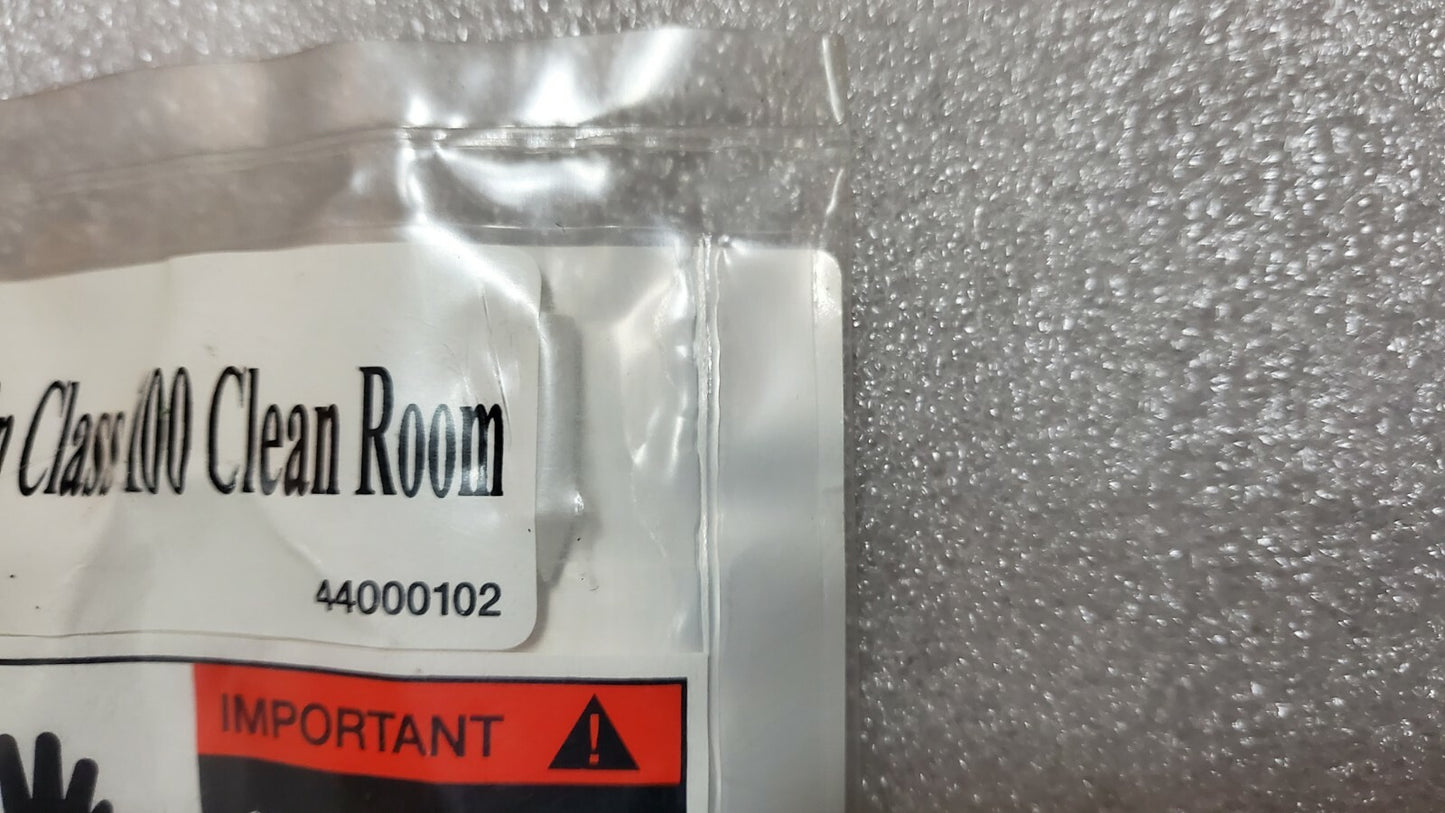 Class 100 Clean Room
44000102
IMPORTANT